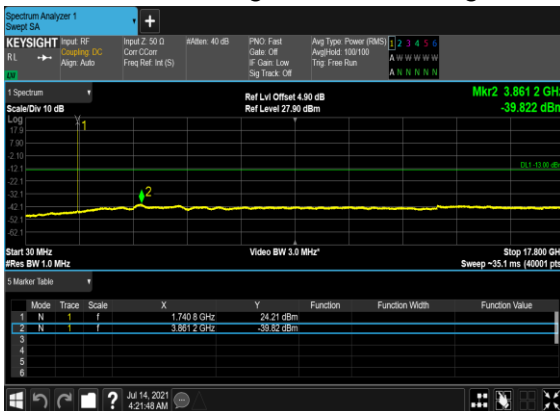 Spectrum Analyzer 1
Swept SA
KEYSIGHT Input: RF Input Z: 50 Ω #Atten: 40 dB PNO: Fast Avg Type: Power (RMS) 1 2 3 4 5 6
RL Coupling: DC Corr CCorr Gate: Off Avg|Hold: 100/100 A W W W W W
Align: Auto Freq Ref: Int (S) IF Gain: Low Trig: Free Run
LV Sig Track: Off A N N N N N
1 Spectrum Mkr2 3.861 2 GHz
Ref Lvl Offset 4.90 dB
Scale/Div 10 dB Ref Level 27.90 dBm -39.822 dBm
Log 1
17.9
7.90
-2.10
-12.1 DL1 -13.00 dBm
-22.1
-32.1 2
-42.1
-52.1
-62.1
Start 30 MHz Video BW 3.0 MHz* Stop 17.800 GHz
#Res BW 1.0 MHz Sweep ~35.1 ms (40001 pts)
5 Marker Table
Mode Trace Scale X Y Function Function Width Function Value
1 N 1 f 1.740 8 GHz 24.21 dBm
2 N 1 f 3.861 2 GHz -39.82 dBm
3
4
5
6
? Jul 14, 2021
4:21:48 AM